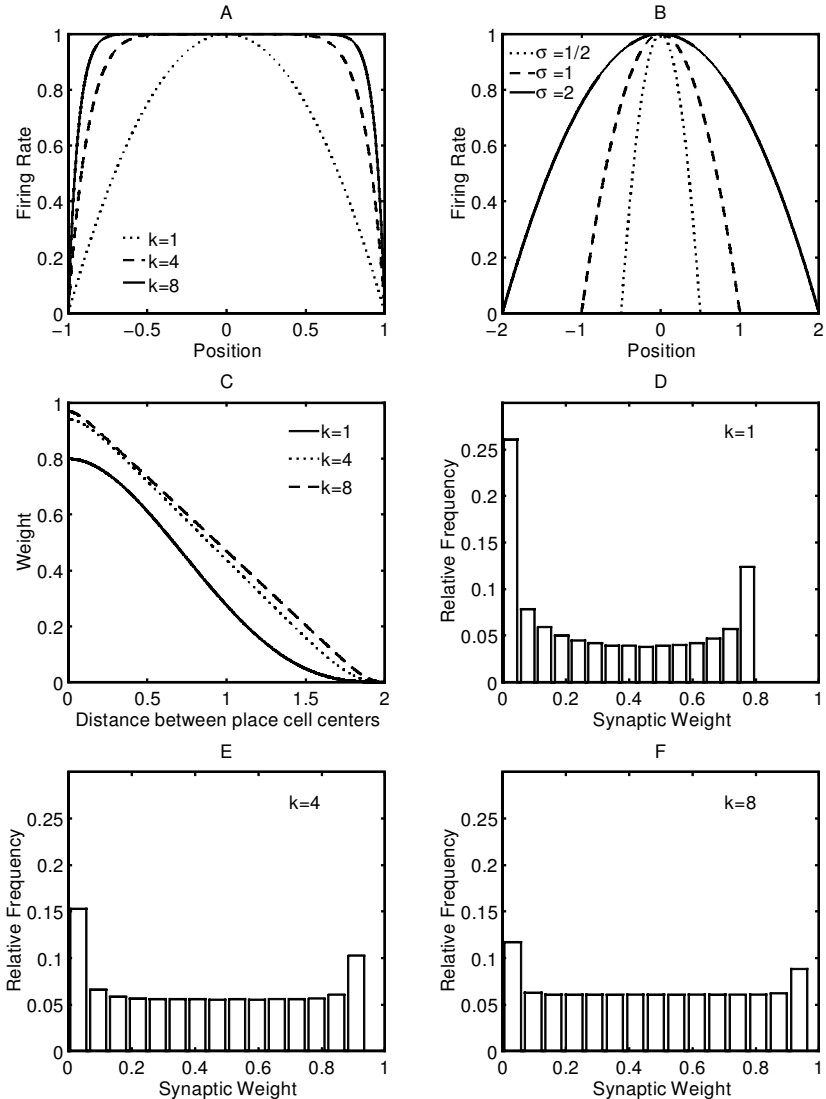 A
Firing Rate
1
0.8
0.6
0.4
0.2
0
k=1
k=4
k=8
−1
−0.5
0
0.5
1
Position
B
Firing Rate
1
0.8
0.6
0.4
0.2
0
σ =1/2
σ =1
σ =2
−2
−1
0
1
2
Position
C
Weight
1
0.8
0.6
0.4
0.2
0
k=1
k=4
k=8
0
0.5
1
1.5
2
Distance between place cell centers
D
Relative Frequency
0.25
0.2
0.15
0.1
0.05
0
k=1
0
0.2
0.4
0.6
0.8
1
Synaptic Weight
E
Relative Frequency
0.25
0.2
0.15
0.1
0.05
0
k=4
0
0.2
0.4
0.6
0.8
1
Synaptic Weight
F
Relative Frequency
0.25
0.2
0.15
0.1
0.05
0
k=8
0
0.2
0.4
0.6
0.8
1
Synaptic Weight